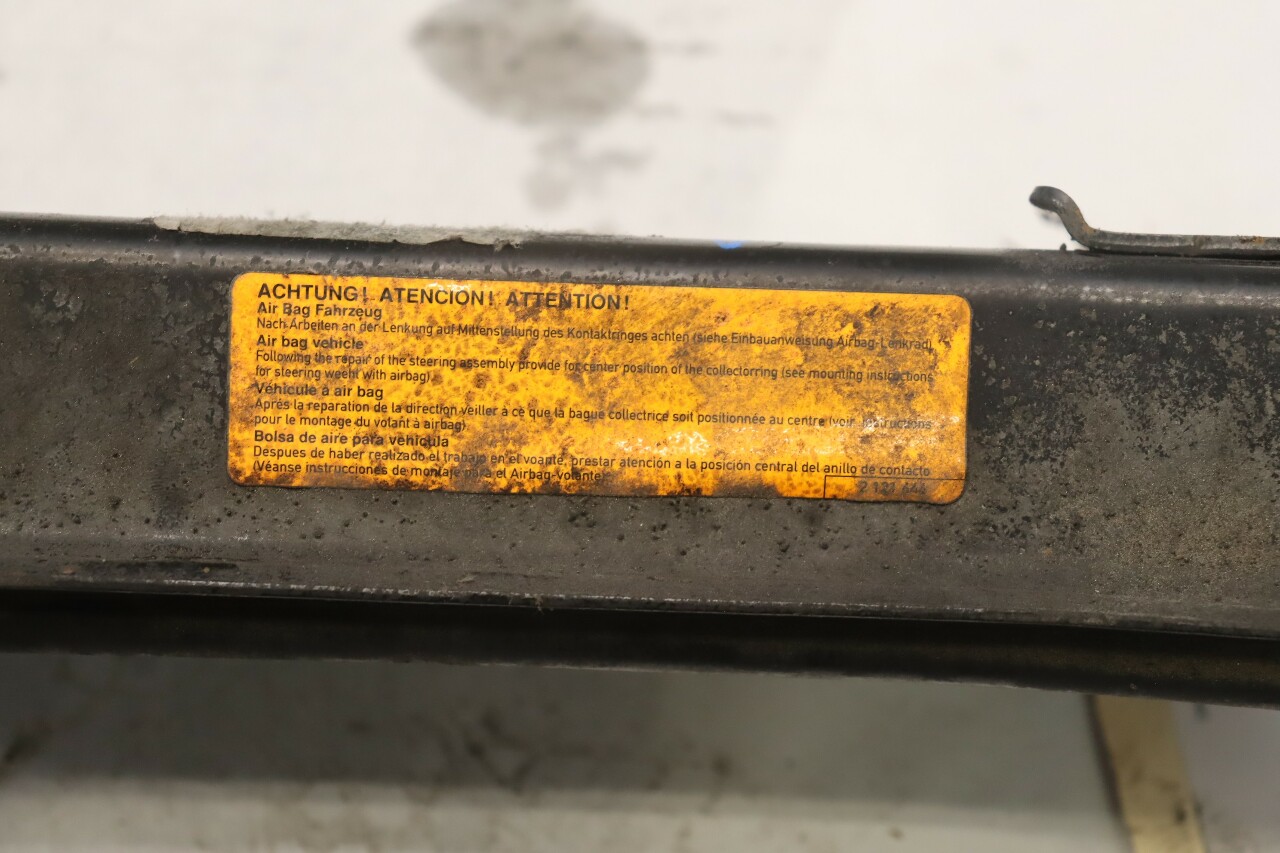 ACHTUNG! ATENCION! ATTENTION!
Air Bag Fahrzeug
Nach Arbeiten an der Lenkung auf Mittenstellung des Kontaktringes achten (siehe Einbauanweisung Airbag-Lenkrad)
Air bag vehicle
Following the repair of the steering assembly provide for center position of the collectorring (see mounting instructions
for steering weehl with airbag)
Véhicule à air bag
Après la reparation de la direction veiller à ce que la bague collectrice soit positionnée au centre (voir instructions
pour le montage du volant à airbag)
Bolsa de aire para vehicula
Despues de haber realizado el trabajo en el voante, prestar atencion a la posición central del anillo de contacto
(Véanse instrucciones de montaje para el Airbag-volante)
2 121